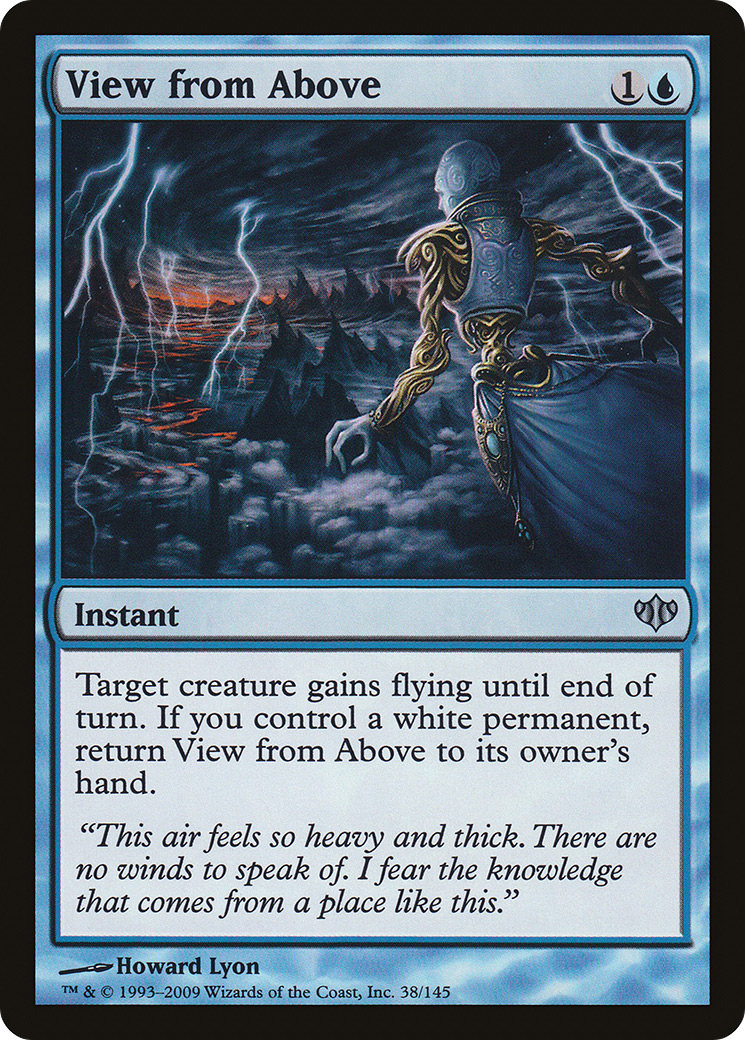 View from Above 1
Instant
Target creature gains flying until end of
turn. If you control a white permanent,
return View from Above to its owner's
hand.
“This air feels so heavy and thick. There are
no winds to speak of. I fear the knowledge
that comes from a place like this.”
Howard Lyon
™ & © 1993–2009 Wizards of the Coast, Inc. 38/145